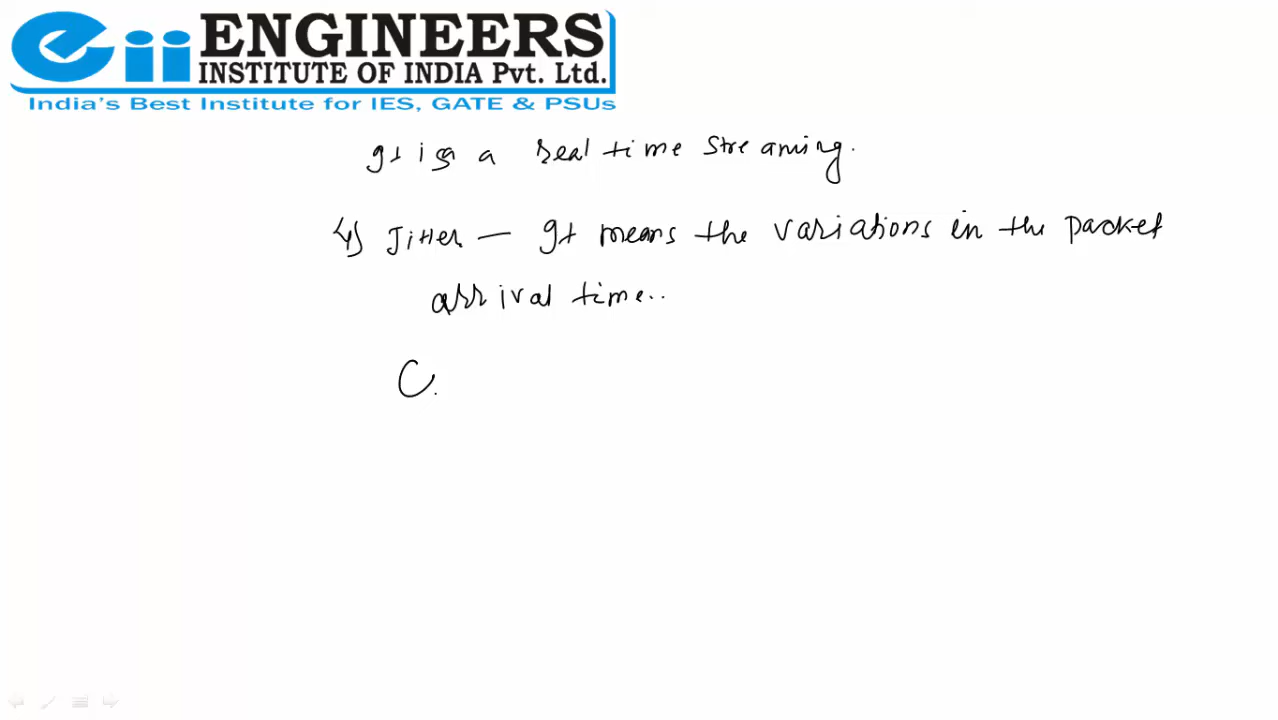 eii ENGINEERS
INSTITUTE OF INDIA Pvt. Ltd.
India's Best Institute for IES, GATE & PSUs
It is a real time streaming.
4) Jitter — It means the variations in the packet
arrival time..
C.